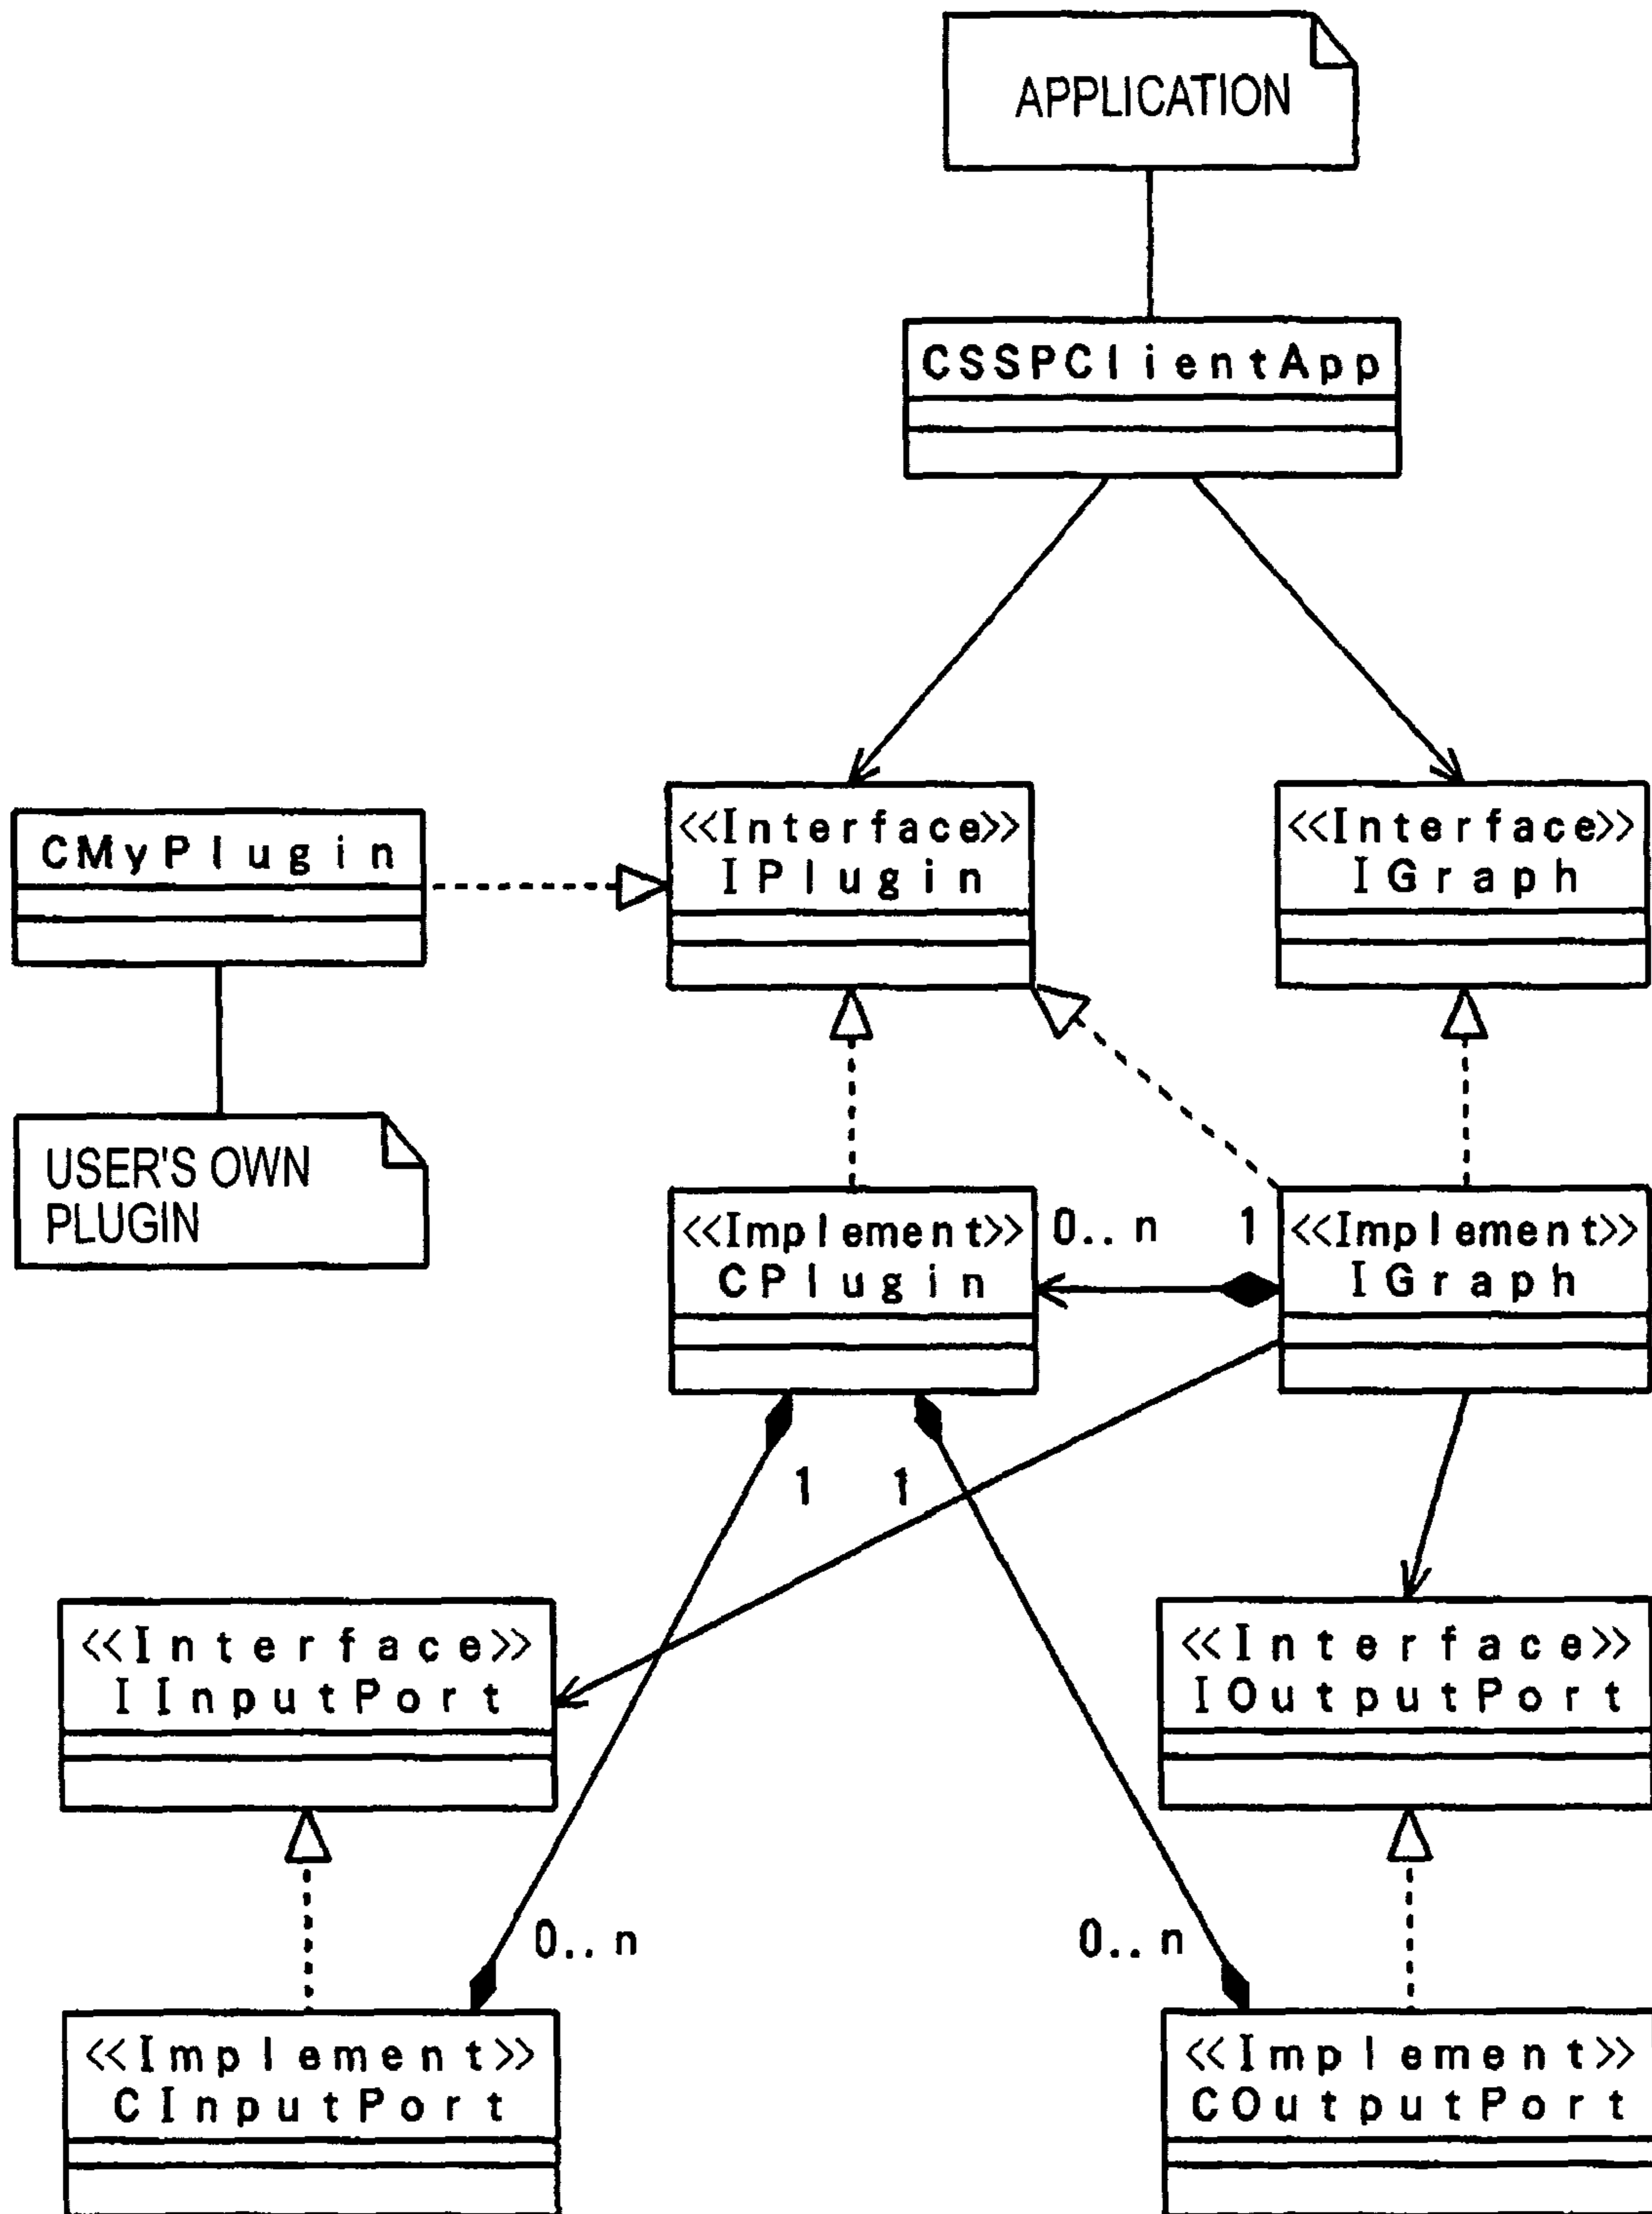 APPLICATION
CSSPClientApp
<<Interface>>
IPlugin
<<Interface>>
IGraph
CMyPlugin
USER'S OWN
PLUGIN
<<Implement>>
CPlugin
0..n
1
<<Implement>>
IGraph
1
1
<<Interface>>
IInputPort
<<Interface>>
IOutputPort
0..n
0..n
<<Implement>>
CInputPort
<<Implement>>
COutputPort